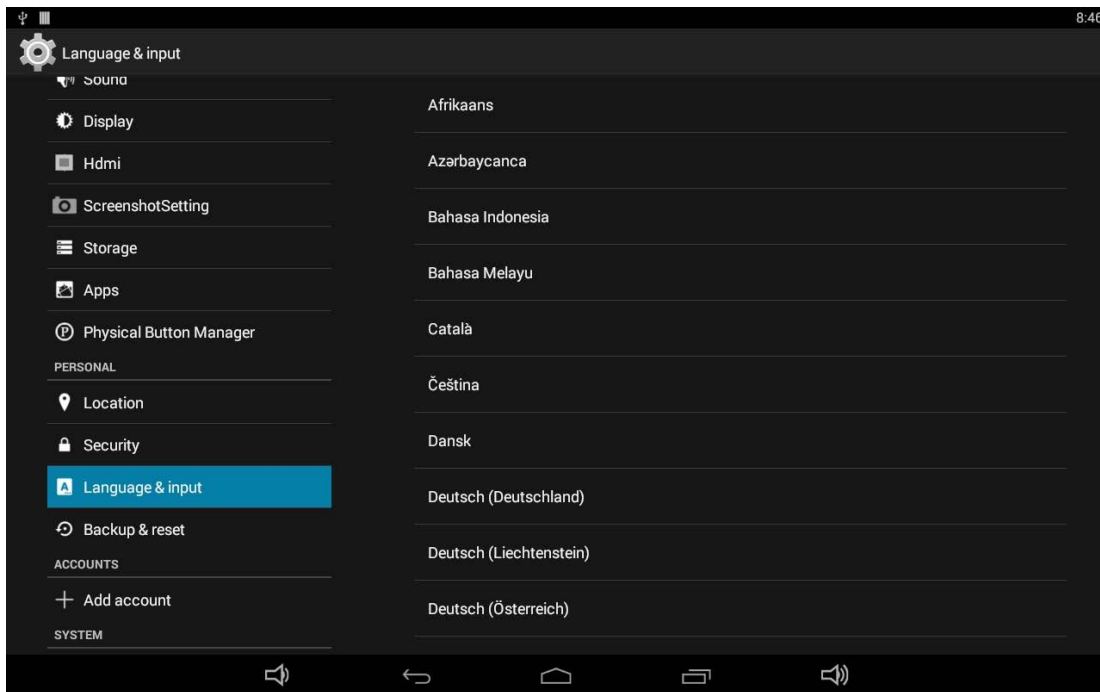 8:46
Language & input
Sound
Display
Hdmi
ScreenshotSetting
Storage
Apps
Physical Button Manager
PERSONAL
Location
Security
Language & input
Backup & reset
ACCOUNTS
Add account
SYSTEM
Afrikaans
Azərbaycanca
Bahasa Indonesia
Bahasa Melayu
Català
Čeština
Dansk
Deutsch (Deutschland)
Deutsch (Liechtenstein)
Deutsch (Österreich)